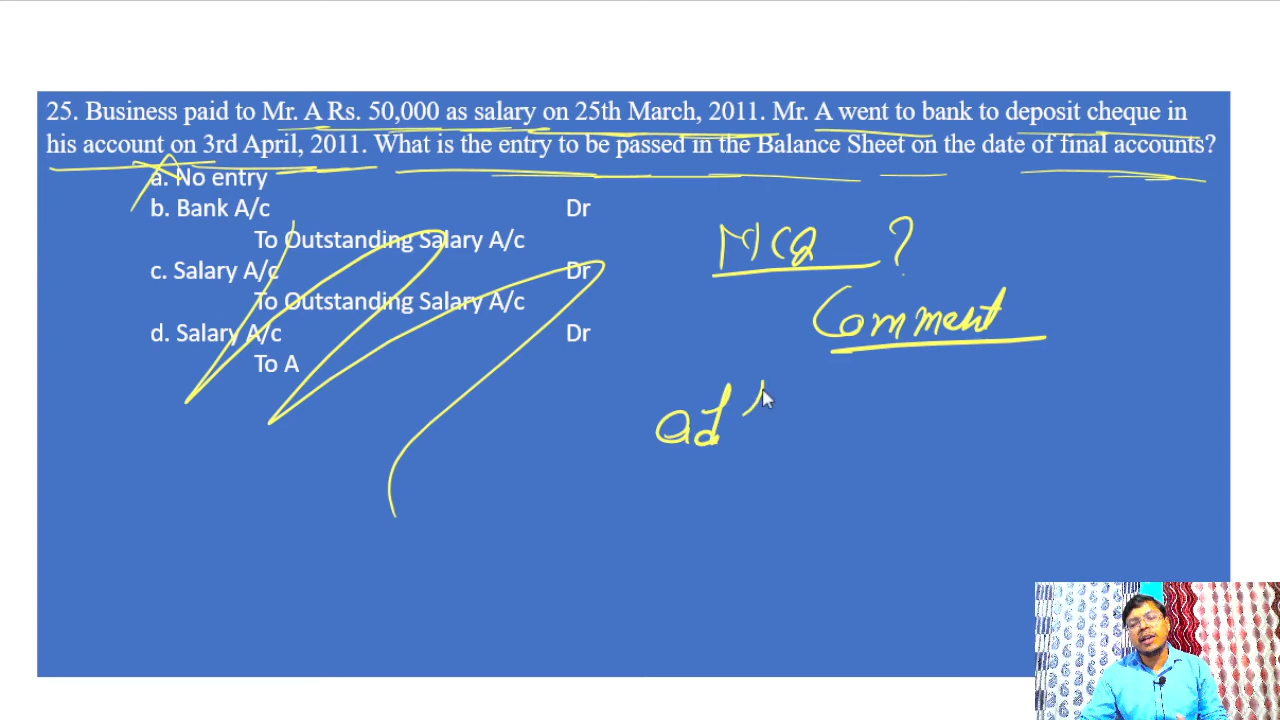 25. Business paid to Mr. A Rs. 50,000 as salary on 25th March, 2011. Mr. A went to bank to deposit cheque in
his account on 3rd April, 2011. What is the entry to be passed in the Balance Sheet on the date of final accounts?
a. No entry
b. Bank A/c Dr
To Outstanding Salary A/c
c. Salary A/c Dr
To Outstanding Salary A/c
d. Salary A/c Dr
To A
MCQ ?
Comment